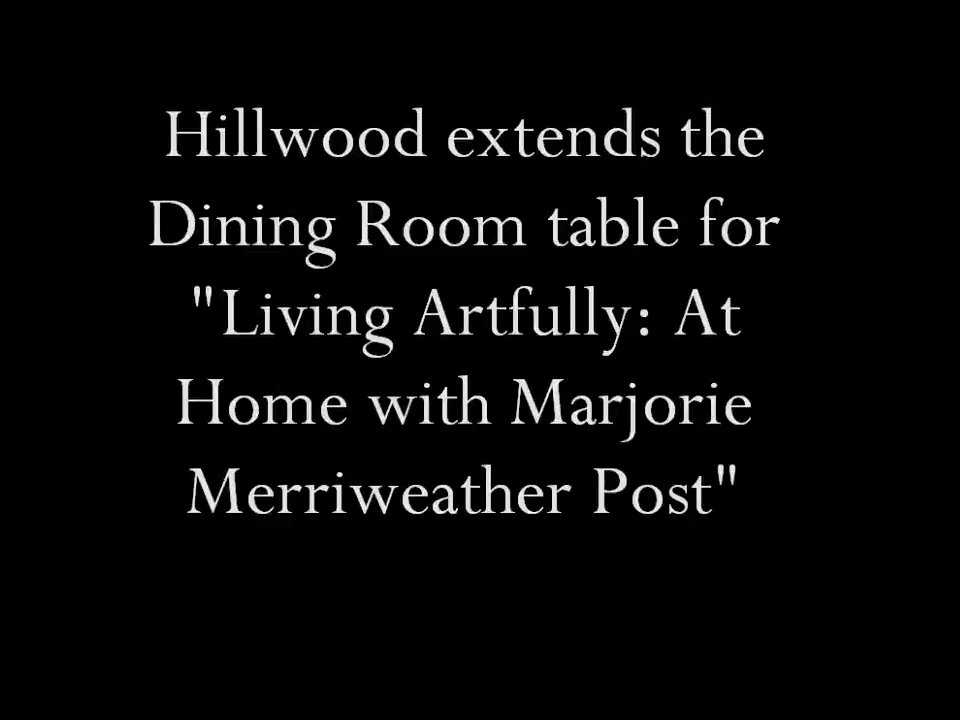 Hillwood extends the
Dining Room table for
"Living Artfully: At
Home with Marjorie
Merriweather Post"